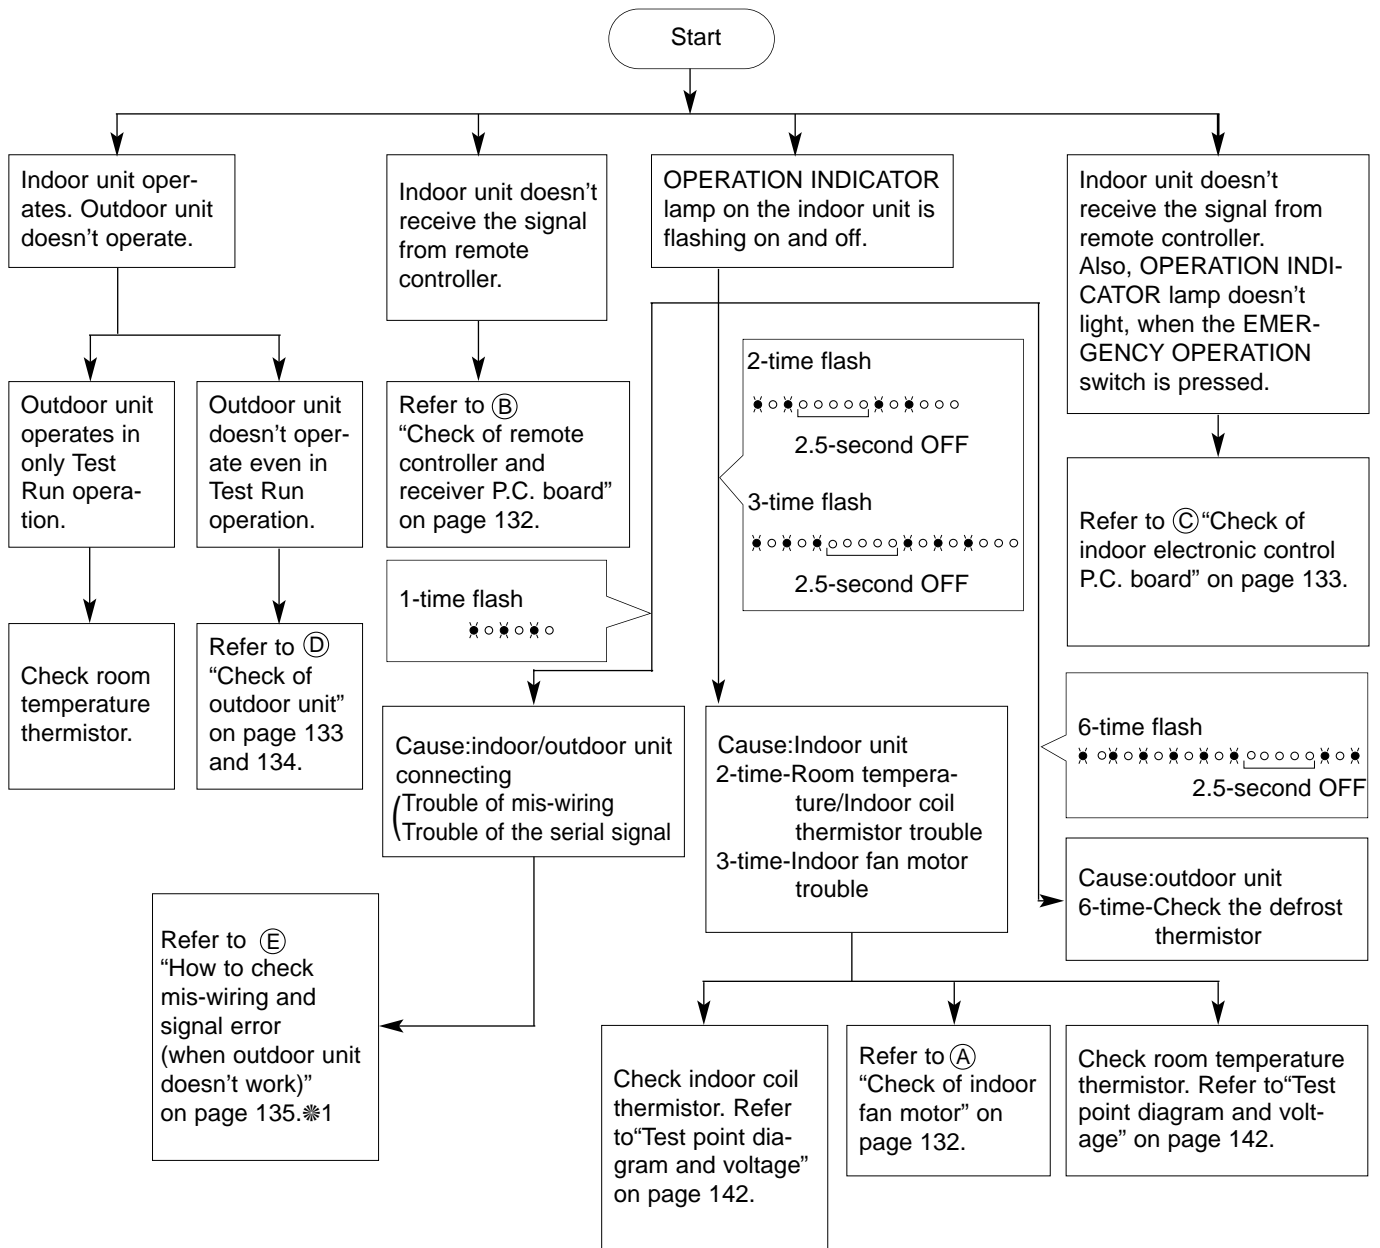 Start
Indoor unit oper-
ates. Outdoor unit
doesn't operate.
Indoor unit doesn't
receive the signal
from remote
controller.
OPERATION INDICATOR
lamp on the indoor unit is
flashing on and off.
Indoor unit doesn't
receive the signal from
remote controller.
Also, OPERATION INDI-
CATOR lamp doesn't
light, when the EMER-
GENCY OPERATION
switch is pressed.
Outdoor unit
operates in
only Test
Run opera-
tion.
Outdoor unit
doesn't oper-
ate even in
Test Run
operation.
Refer to Ⓑ
“Check of remote
controller and
receiver P.C. board”
on page 132.
2-time flash
2.5-second OFF
3-time flash
2.5-second OFF
Refer to Ⓒ “Check of
indoor electronic control
P.C. board” on page 133.
1-time flash
Check room
temperature
thermistor.
Refer to Ⓓ
“Check of
outdoor unit”
on page 133
and 134.
Cause:indoor/outdoor unit
connecting
(Trouble of mis-wiring
Trouble of the serial signal
Cause:Indoor unit
2-time-Room tempera-
ture/Indoor coil
thermistor trouble
3-time-Indoor fan motor
trouble
6-time flash
2.5-second OFF
Cause:outdoor unit
6-time-Check the defrost
thermistor
Refer to Ⓔ
“How to check
mis-wiring and
signal error
(when outdoor unit
doesn't work)”
on page 135.❋1
Check indoor coil
thermistor. Refer
to“Test point dia-
gram and voltage”
on page 142.
Refer to Ⓐ
“Check of indoor
fan motor” on
page 132.
Check room temperature
thermistor. Refer to“Test
point diagram and volt-
age” on page 142.